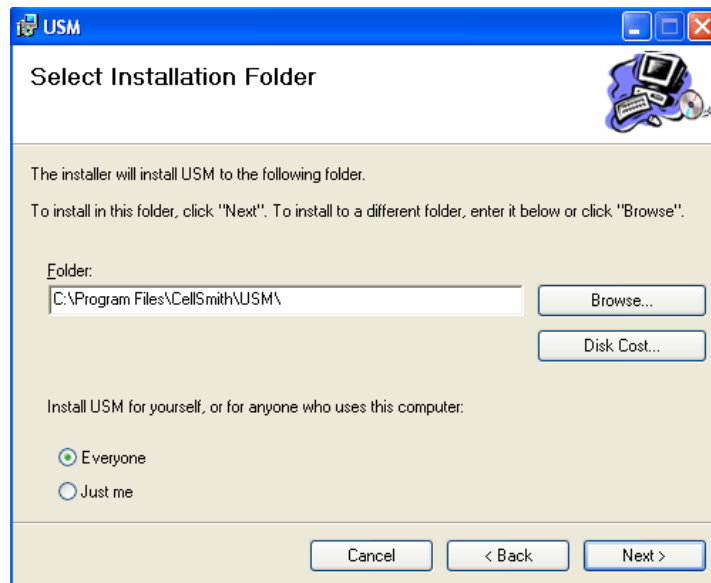 USM
Select Installation Folder
The installer will install USM to the following folder.
To install in this folder, click "Next". To install to a different folder, enter it below or click "Browse".
Folder:
C:\Program Files\CellSmith\USM\
Browse...
Disk Cost...
Install USM for yourself, or for anyone who uses this computer:
Everyone
Just me
Cancel
< Back
Next >